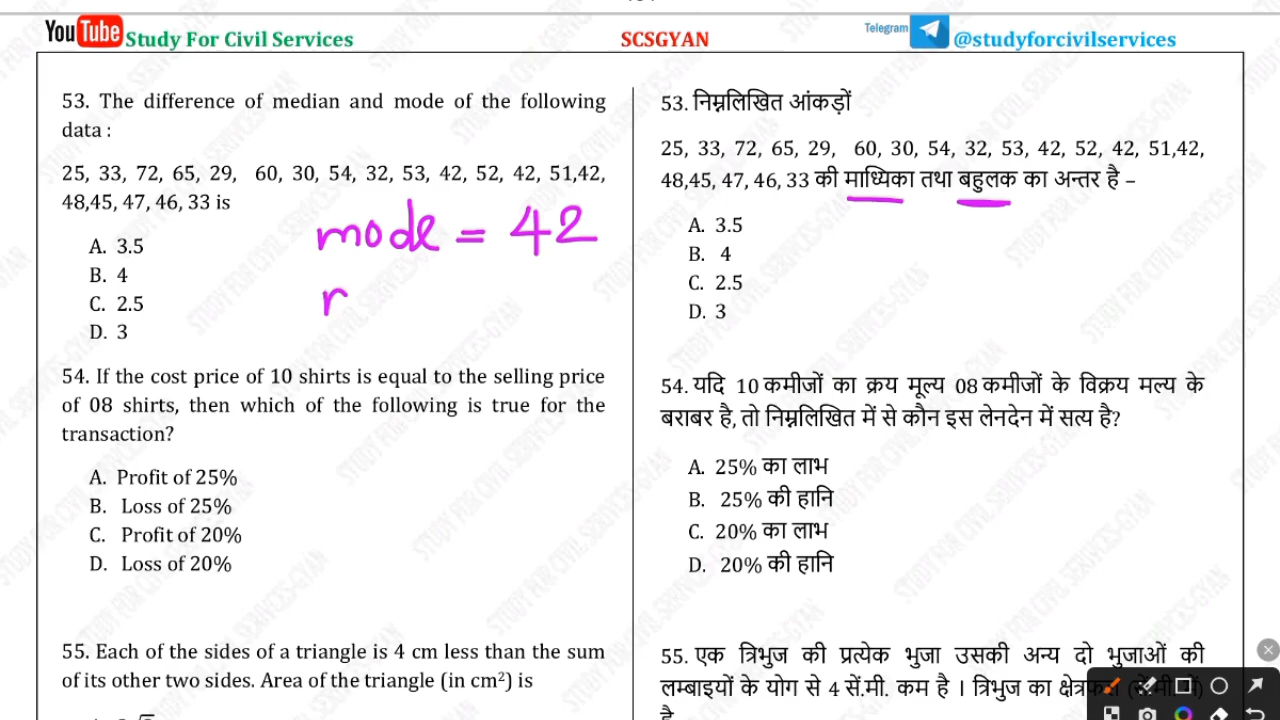 YouTube Study For Civil Services
SCSGYAN
Telegram @studyforcivilservices
53. The difference of median and mode of the following
data :
25, 33, 72, 65, 29, 60, 30, 54, 32, 53, 42, 52, 42, 51,42,
48,45, 47, 46, 33 is
A. 3.5
B. 4
C. 2.5
D. 3
mode = 42
r
54. If the cost price of 10 shirts is equal to the selling price
of 08 shirts, then which of the following is true for the
transaction?
A. Profit of 25%
B. Loss of 25%
C. Profit of 20%
D. Loss of 20%
55. Each of the sides of a triangle is 4 cm less than the sum
of its other two sides. Area of the triangle (in cm²) is
53. निम्नलिखित आंकड़ों
25, 33, 72, 65, 29, 60, 30, 54, 32, 53, 42, 52, 42, 51,42,
48,45, 47, 46, 33 की माध्यिका तथा बहुलक का अन्तर है –
A. 3.5
B. 4
C. 2.5
D. 3
54. यदि 10 कमीजों का क्रय मूल्य 08 कमीजों के विक्रय मल्य के
बराबर है, तो निम्नलिखित में से कौन इस लेनदेन में सत्य है?
A. 25% का लाभ
B. 25% की हानि
C. 20% का लाभ
D. 20% की हानि
55. एक त्रिभुज की प्रत्येक भुजा उसकी अन्य दो भुजाओं की
लम्बाइयों के योग से 4 सें.मी. कम है । त्रिभुज का क्षेत्रफल (सें.मी. में)
है